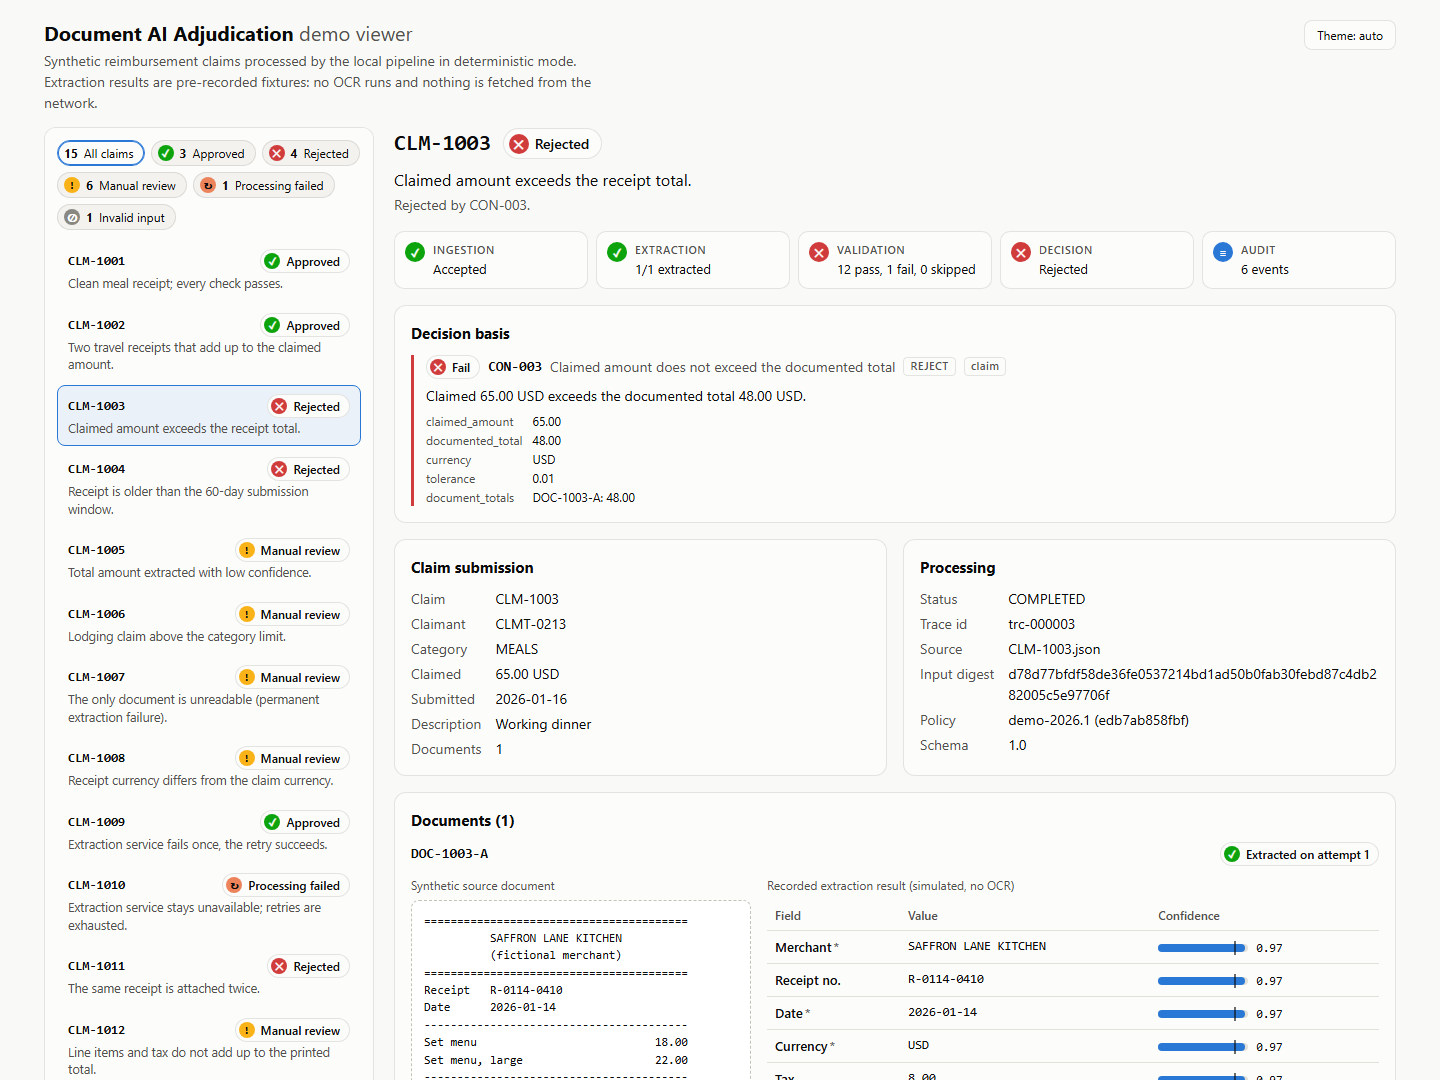 Document AI Adjudication demo viewer
Theme: auto
Synthetic reimbursement claims processed by the local pipeline in deterministic mode.
Extraction results are pre-recorded fixtures: no OCR runs and nothing is fetched from the
network.
15 All claims
3 Approved
4 Rejected
6 Manual review
1 Processing failed
1 Invalid input
CLM-1001 Approved
Clean meal receipt; every check passes.
CLM-1002 Approved
Two travel receipts that add up to the claimed
amount.
CLM-1003 Rejected
Claimed amount exceeds the receipt total.
CLM-1004 Rejected
Receipt is older than the 60-day submission
window.
CLM-1005 Manual review
Total amount extracted with low confidence.
CLM-1006 Manual review
Lodging claim above the category limit.
CLM-1007 Manual review
The only document is unreadable (permanent
extraction failure).
CLM-1008 Manual review
Receipt currency differs from the claim currency.
CLM-1009 Approved
Extraction service fails once, the retry succeeds.
CLM-1010 Processing failed
Extraction service stays unavailable; retries are
exhausted.
CLM-1011 Rejected
The same receipt is attached twice.
CLM-1012 Manual review
Line items and tax do not add up to the printed
total.
CLM-1003 Rejected
Claimed amount exceeds the receipt total.
Rejected by CON-003.
INGESTION
Accepted
EXTRACTION
1/1 extracted
VALIDATION
12 pass, 1 fail, 0 skipped
DECISION
Rejected
AUDIT
6 events
Decision basis
Fail CON-003 Claimed amount does not exceed the documented total REJECT claim
Claimed 65.00 USD exceeds the documented total 48.00 USD.
claimed_amount 65.00
documented_total 48.00
currency USD
tolerance 0.01
document_totals DOC-1003-A: 48.00
Claim submission
Claim CLM-1003
Claimant CLMT-0213
Category MEALS
Claimed 65.00 USD
Submitted 2026-01-16
Description Working dinner
Documents 1
Processing
Status COMPLETED
Trace id trc-000003
Source CLM-1003.json
Input digest d78d77bfdf58de36fe0537214bd1ad50b0fab30febd87c4db2
82005c5e97706f
Policy demo-2026.1 (edb7ab858fbf)
Schema 1.0
Documents (1)
DOC-1003-A Extracted on attempt 1
Synthetic source document
========================================
SAFFRON LANE KITCHEN
(fictional merchant)
========================================
Receipt R-0114-0410
Date 2026-01-14
----------------------------------------
Set menu 18.00
Set menu, large 22.00
----------------------------------------
Recorded extraction result (simulated, no OCR)
Field Value Confidence
Merchant* SAFFRON LANE KITCHEN 0.97
Receipt no. R-0114-0410 0.97
Date* 2026-01-14 0.97
Currency* USD 0.97
Tax 8.00 0.97